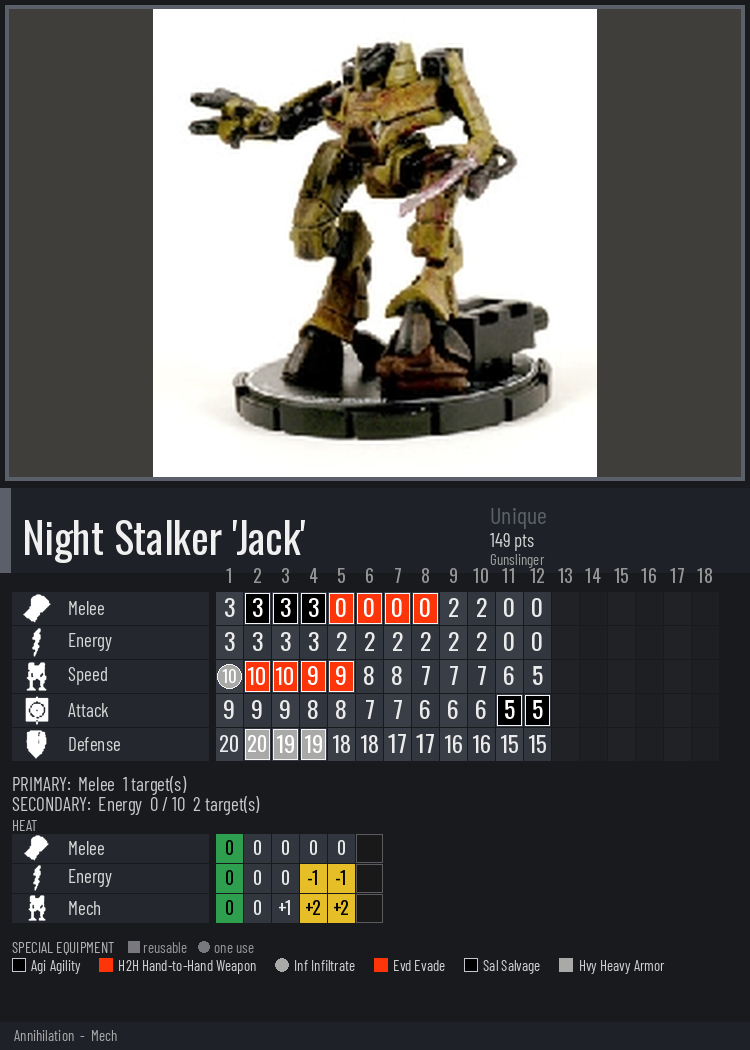 Night Stalker 'Jack'
Unique
149 pts
Gunslinger
1 2 3 4 5 6 7 8 9 10 11 12 13 14 15 16 17 18
Melee 3 3 3 3 0 0 0 0 2 2 0 0
Energy 3 3 3 3 2 2 2 2 2 2 0 0
Speed 10 10 10 9 9 8 8 7 7 7 6 5
Attack 9 9 9 8 8 7 7 6 6 6 5 5
Defense 20 20 19 19 18 18 17 17 16 16 15 15
PRIMARY: Melee 1 target(s)
SECONDARY: Energy 0 / 10 2 target(s)
HEAT
Melee 0 0 0 0 0
Energy 0 0 0 -1 -1
Mech 0 0 +1 +2 +2
SPECIAL EQUIPMENT reusable one use
Agi Agility H2H Hand-to-Hand Weapon Inf Infiltrate Evd Evade Sal Salvage Hvy Heavy Armor
Annihilation - Mech